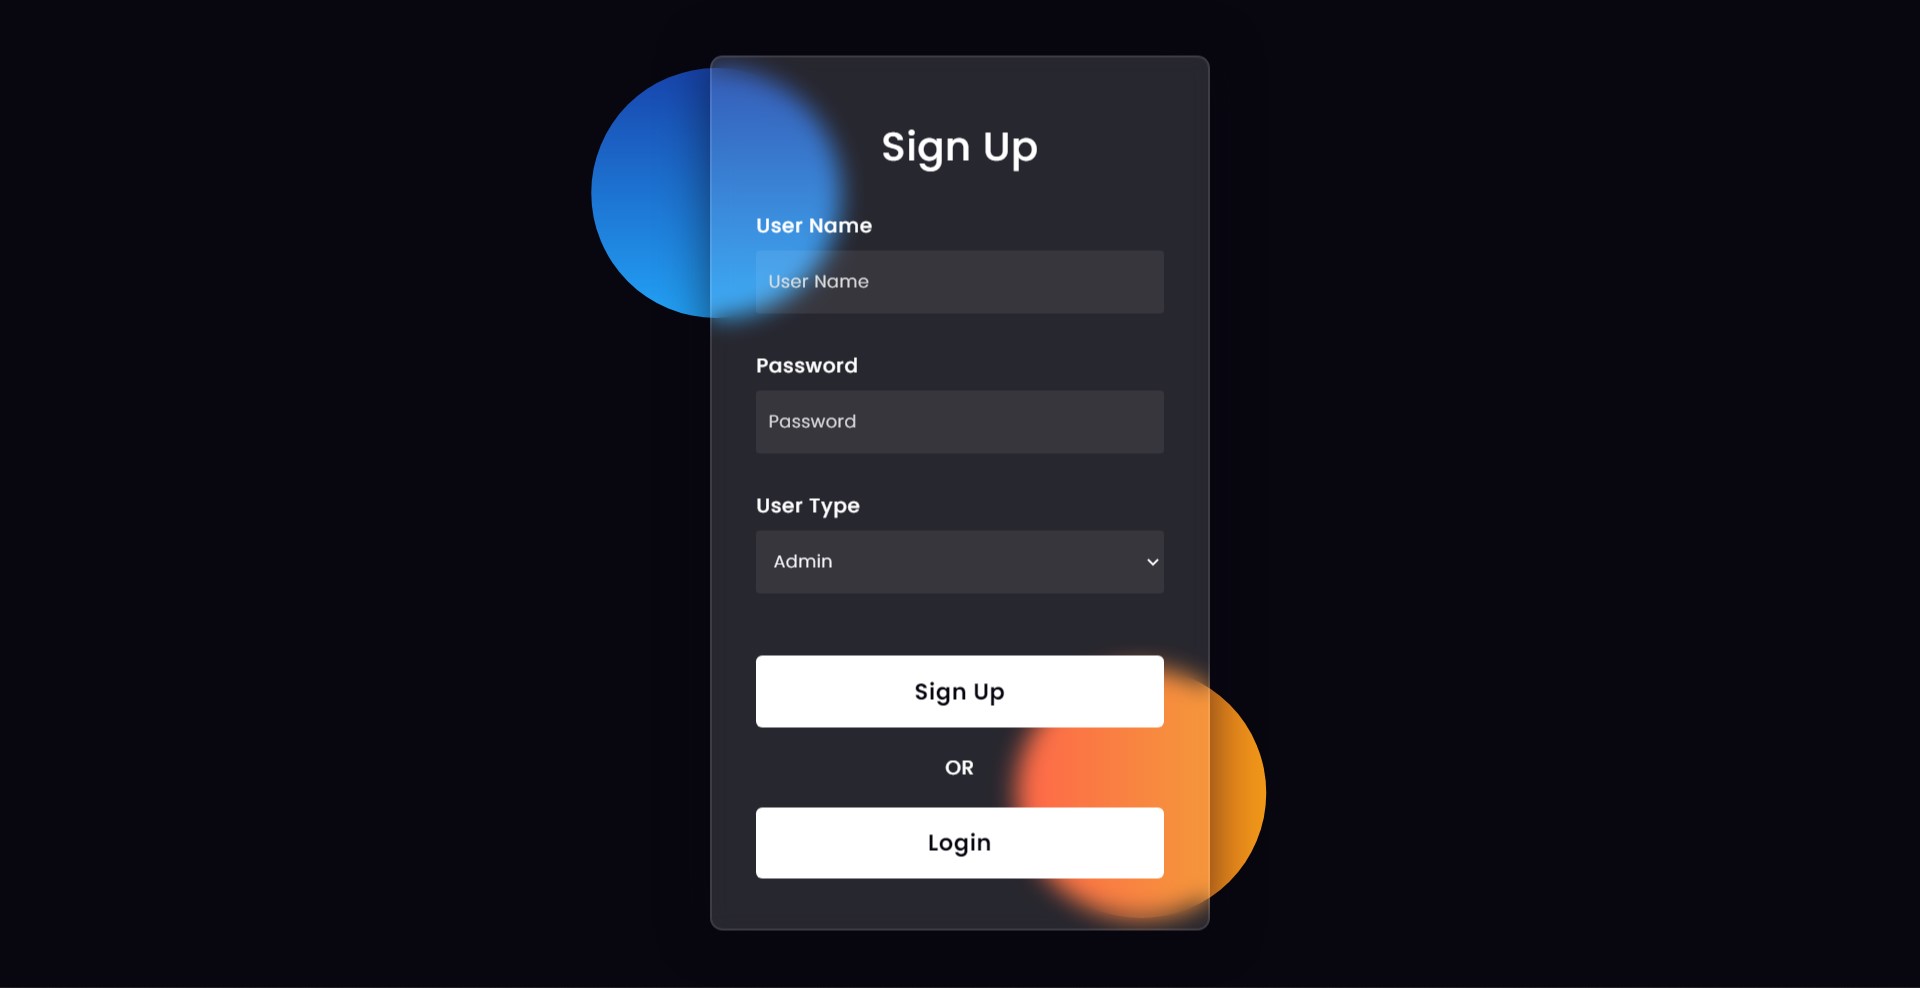 Sign Up
User Name
User Name
Password
Password
User Type
Admin
Sign Up
OR
Login